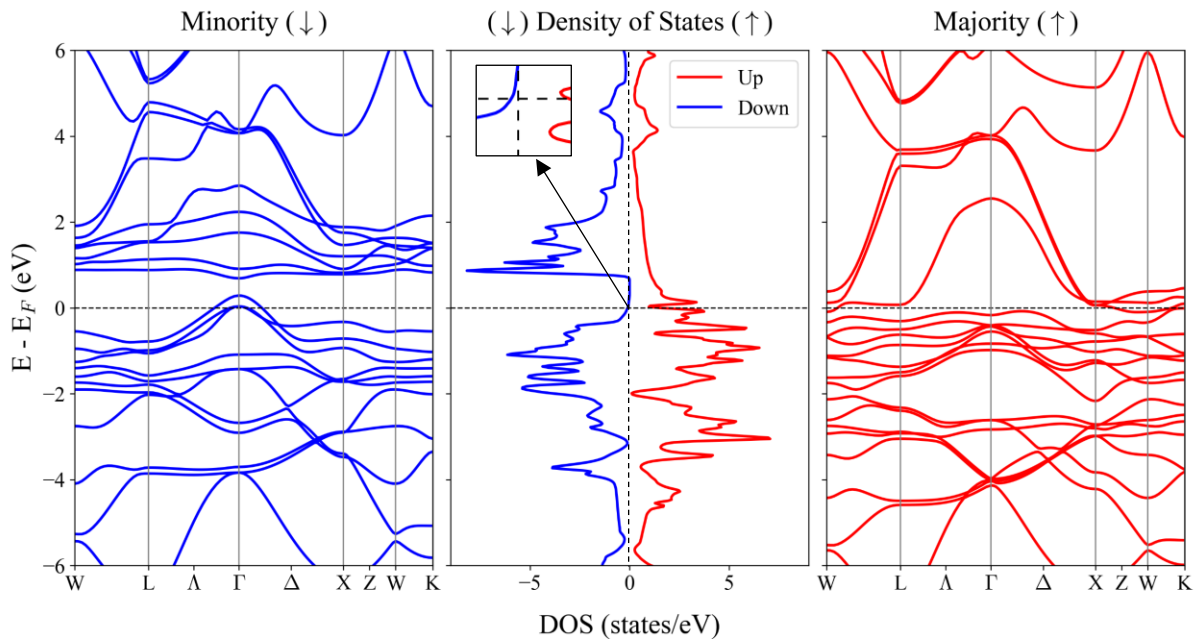 Minority (↓)
(↓) Density of States (↑)
Majority (↑)
E - E_F (eV)
6
4
2
0
−2
−4
−6
Up
Down
W L Λ Γ Δ X Z W K
−5 0 5
W L Λ Γ Δ X Z W K
DOS (states/eV)